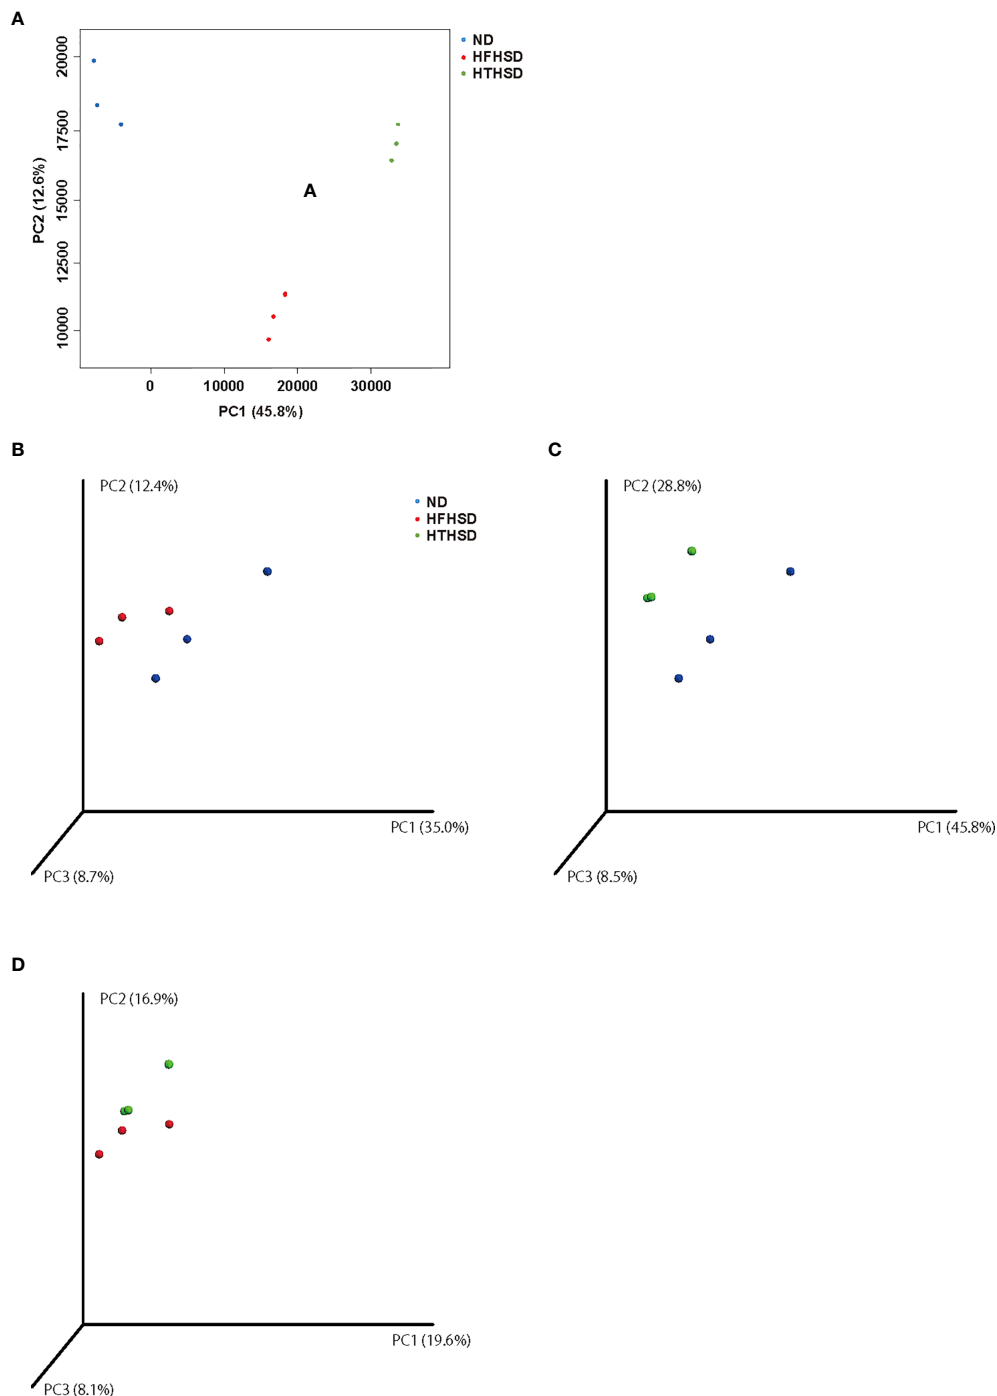 A
ND
HFHSD
HTHSD
20000
17500
15000
12500
10000
PC2 (12.6%)
A
0 10000 20000 30000
PC1 (45.8%)
B
PC2 (12.4%)
ND
HFHSD
HTHSD
PC1 (35.0%)
PC3 (8.7%)
C
PC2 (28.8%)
PC1 (45.8%)
PC3 (8.5%)
D
PC2 (16.9%)
PC1 (19.6%)
PC3 (8.1%)